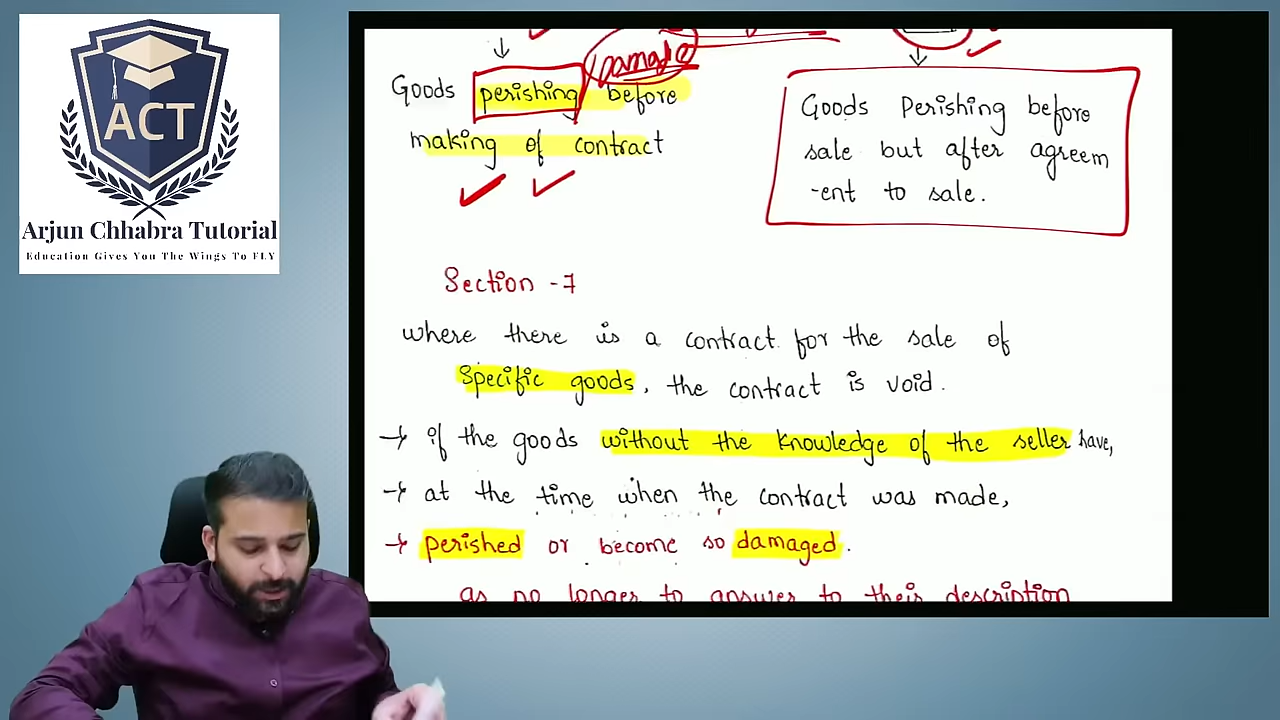 ACT
Arjun Chhabra Tutorial
Education Gives You The Wings To FLY
Damage
Goods perishing before
making of contract
Goods Perishing before
sale but after agreem
-ent to sale.
Section - 7
where there is a contract for the sale of
Specific goods, the contract is void.
→ if the goods without the knowledge of the seller have,
→ at the time when the contract was made,
→ perished or become so damaged.
as no longer to answer to their description